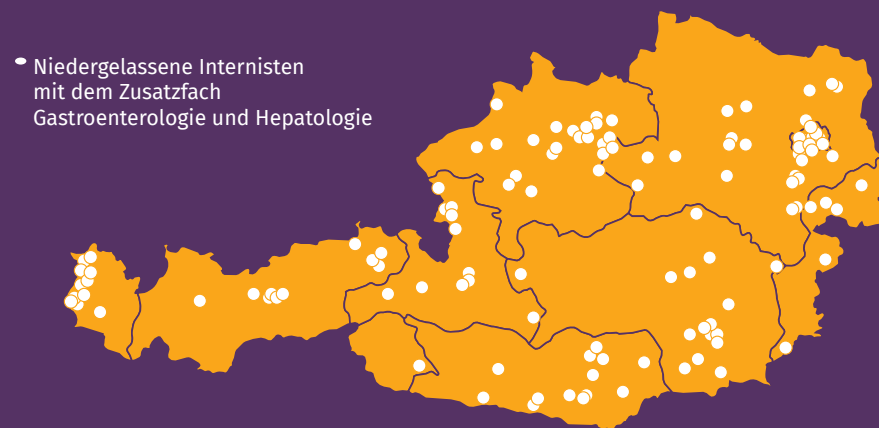 Niedergelassene Internisten
mit dem Zusatzfach
Gastroenterologie und Hepatologie